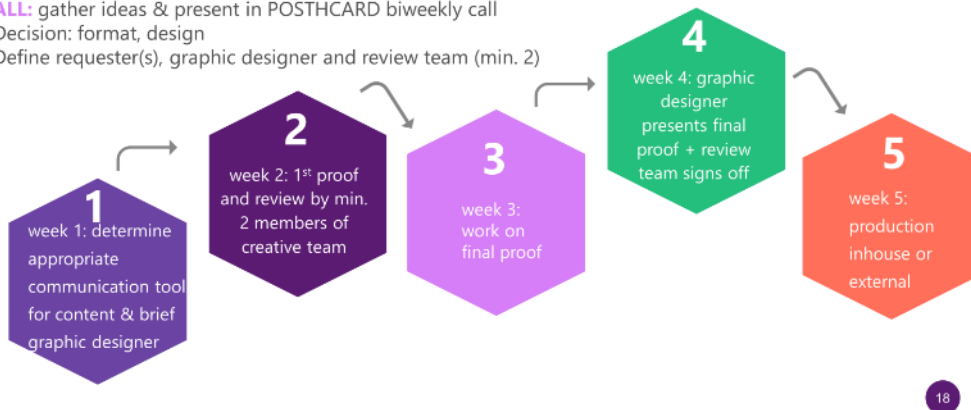 ALL: gather ideas & present in POSTHCARD biweekly call
Decision: format, design
Define requester(s), graphic designer and review team (min. 2)
1
week 1: determine
appropriate
communication tool
for content & brief
graphic designer
2
week 2: 1st proof
and review by min.
2 members of
creative team
3
week 3:
work on
final proof
4
week 4: graphic
designer
presents final
proof + review
team signs off
5
week 5:
production
inhouse or
external
18